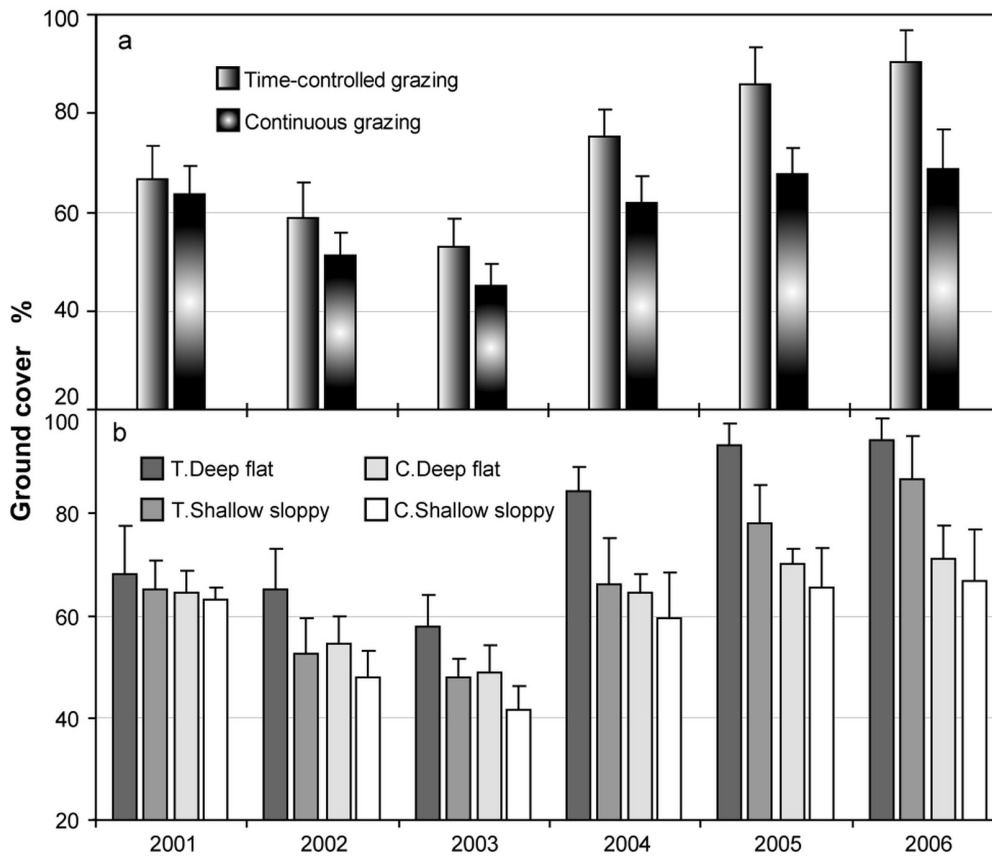 a
Time-controlled grazing
Continuous grazing
100
80
60
40
20
Ground cover %
b
T.Deep flat
C.Deep flat
T.Shallow sloppy
C.Shallow sloppy
100
80
60
40
20
2001 2002 2003 2004 2005 2006